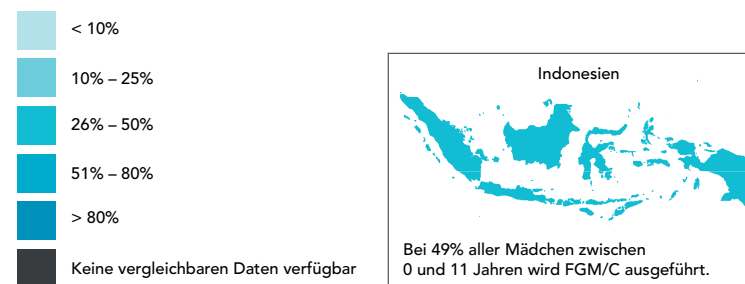 < 10%
10% – 25%
26% – 50%
51% – 80%
> 80%
Keine vergleichbaren Daten verfügbar
Indonesien
Bei 49% aller Mädchen zwischen
0 und 11 Jahren wird FGM/C ausgeführt.